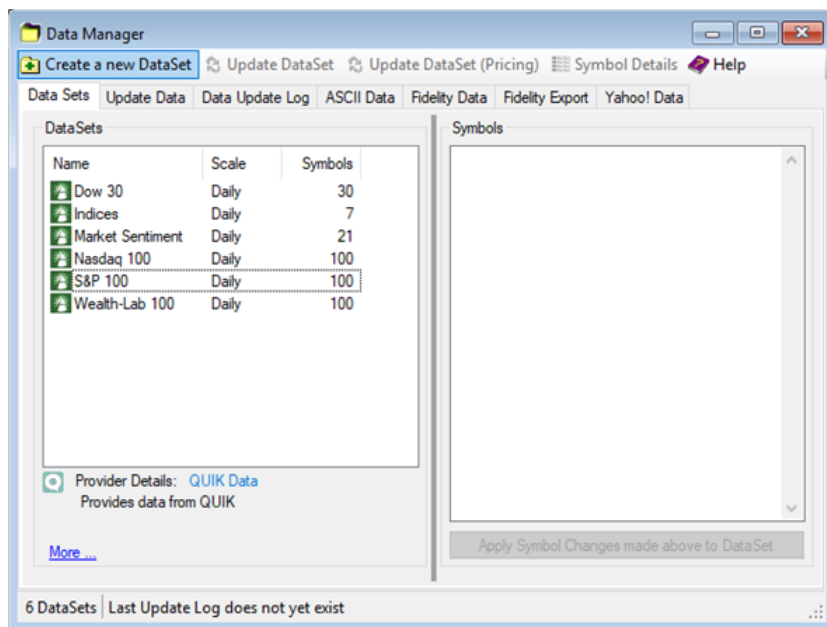 Data Manager
Create a new DataSet Update DataSet Update DataSet (Pricing) Symbol Details Help
Data Sets Update Data Data Update Log ASCII Data Fidelity Data Fidelity Export Yahoo! Data
DataSets
Name Scale Symbols
Dow 30 Daily 30
Indices Daily 7
Market Sentiment Daily 21
Nasdaq 100 Daily 100
S&P 100 Daily 100
Wealth-Lab 100 Daily 100
Provider Details: QUIK Data
Provides data from QUIK
More ...
Symbols
Apply Symbol Changes made above to DataSet
6 DataSets Last Update Log does not yet exist